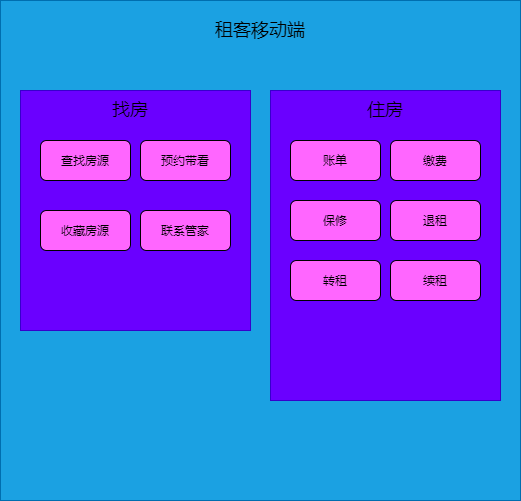 租客移动端
找房
查找房源 预约带看
收藏房源 联系管家
住房
账单 缴费
保修 退租
转租 续租